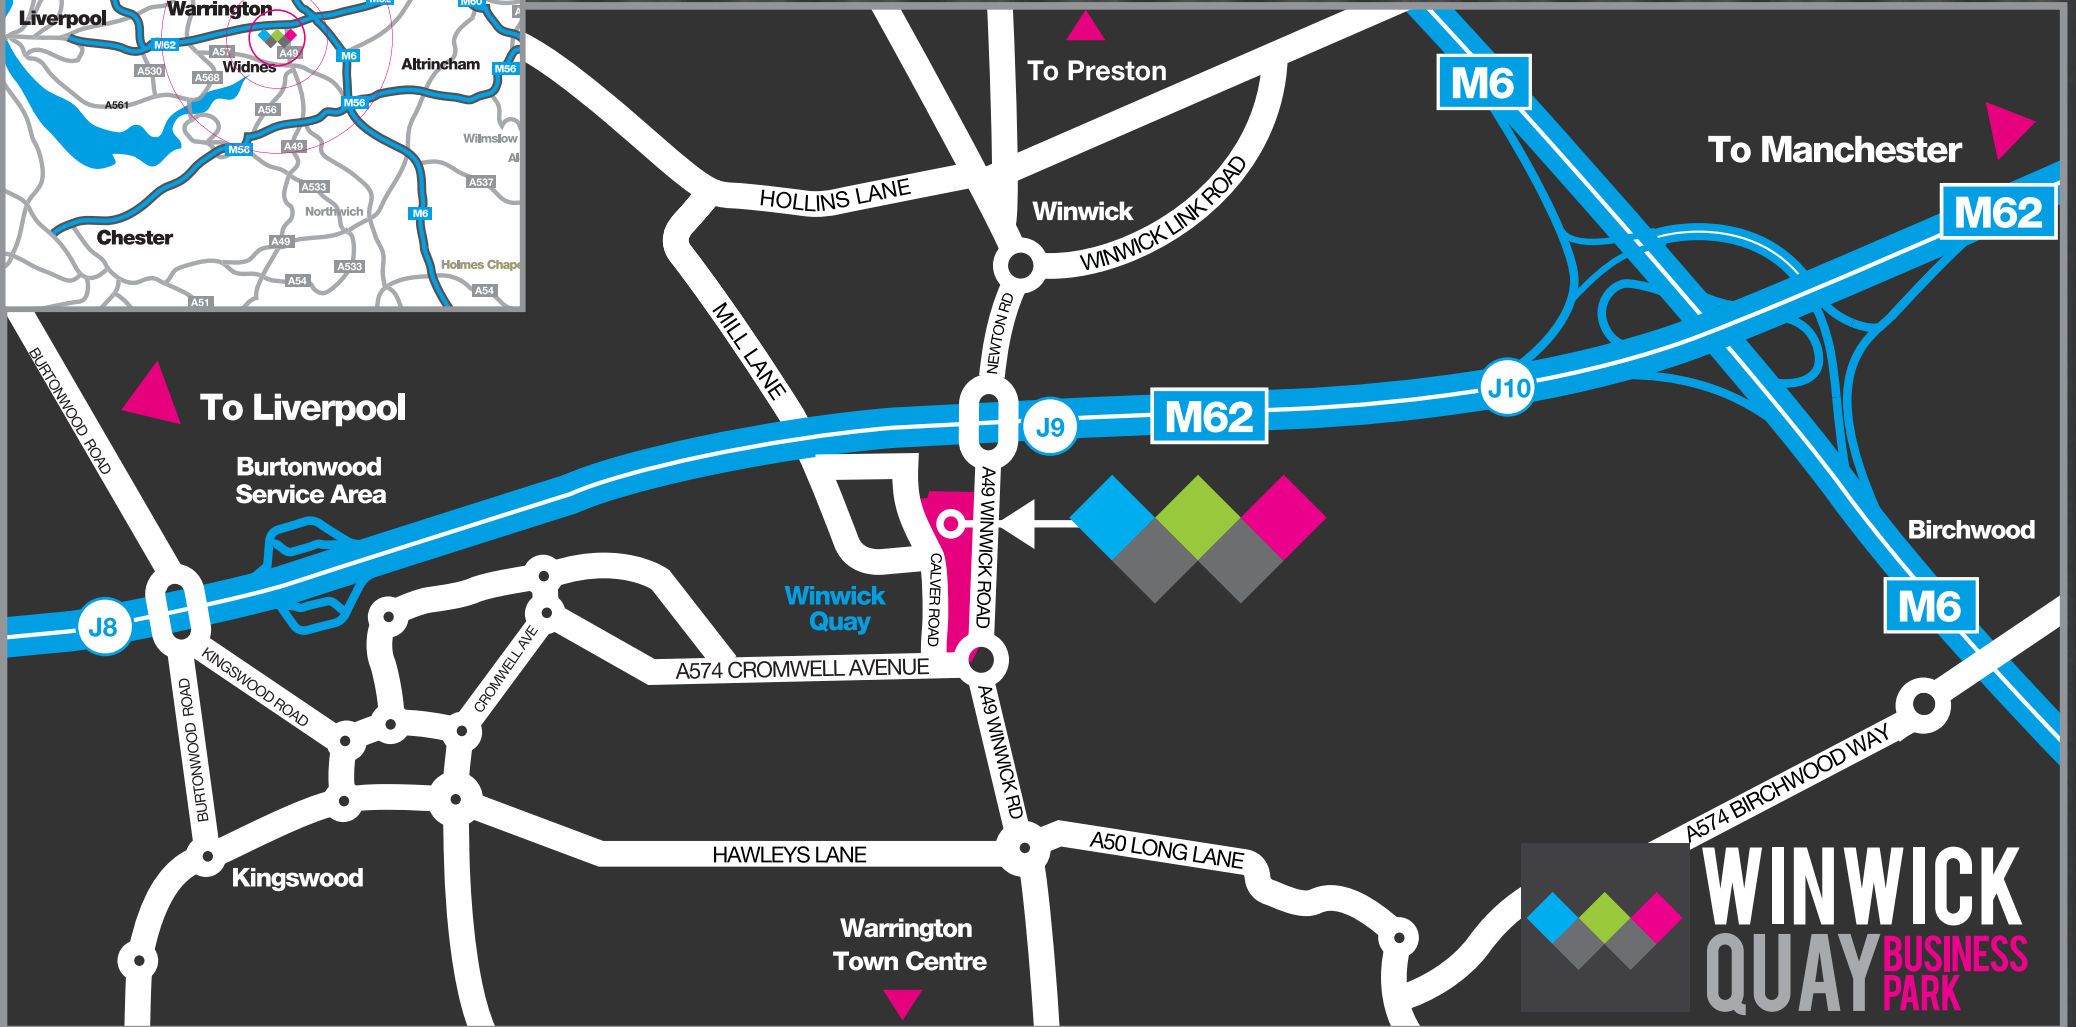 Liverpool
Warrington
M62
M60
M62
A57
A49
M6
A530
A568
Widnes
Altrincham
M56
A561
A56
M56
Wilmslow
M56
A49
A537
A533
Northwich
M6
Chester
A49
A533
Holmes Chape
A54
A54
A51
To Preston
M6
To Manchester
M62
HOLLINS LANE
Winwick
WINWICK LINK ROAD
NEWTON RD
MILL LANE
BURTONWOOD ROAD
To Liverpool
J10
M62
J9
Burtonwood
Service Area
A49 WINWICK ROAD
Birchwood
CALVER ROAD
Winwick
Quay
M6
J8
KINGSWOOD ROAD
CROMWELL AVE
A574 CROMWELL AVENUE
BURTONWOOD ROAD
A49 WINWICK RD
A574 BIRCHWOOD WAY
HAWLEYS LANE
A50 LONG LANE
Kingswood
Warrington
Town Centre
WINWICK
QUAY BUSINESS
PARK